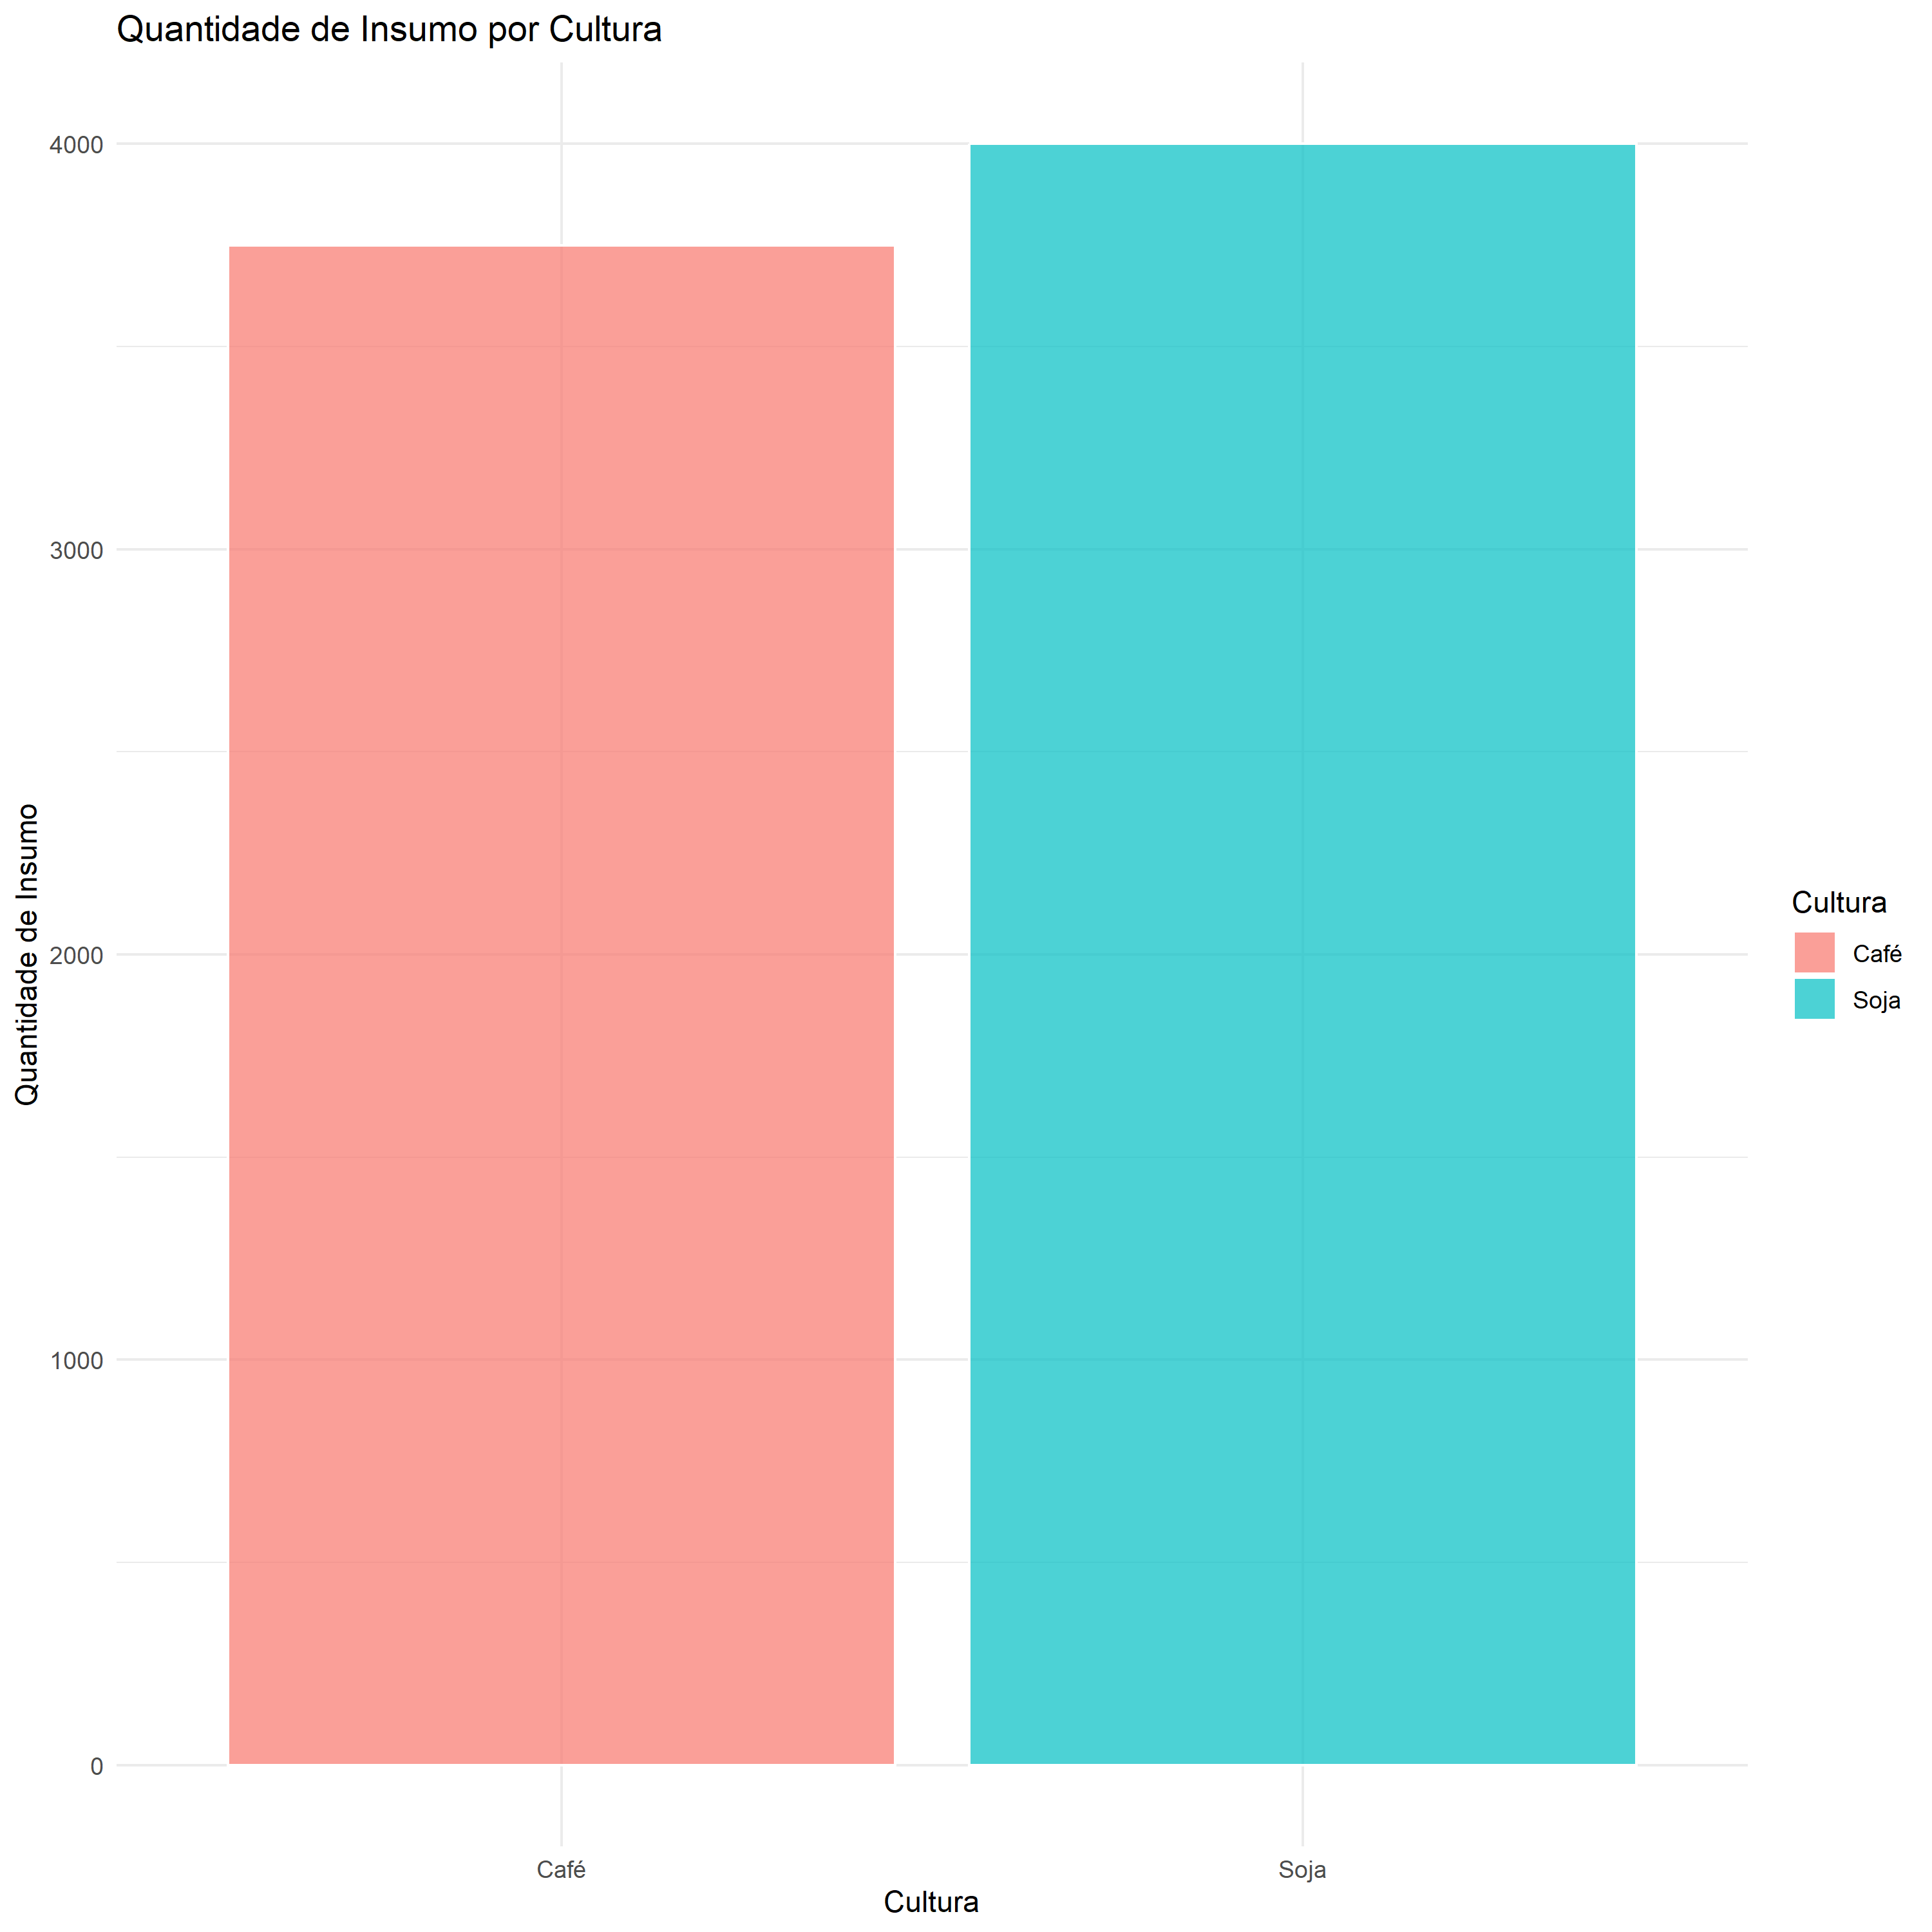 Quantidade de Insumo por Cultura
4000
3000
2000
1000
0
Quantidade de Insumo
Café
Soja
Cultura
Cultura
Café
Soja